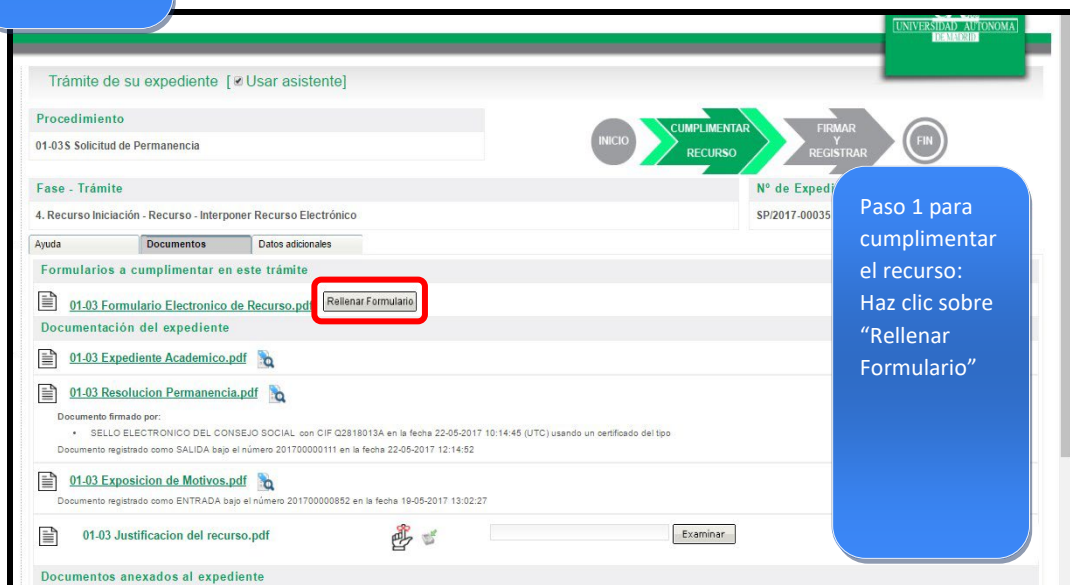 UNIVERSIDAD AUTONOMA
DE MADRID
Trámite de su expediente [ Usar asistente]
Procedimiento
01-03S Solicitud de Permanencia
INICIO
CUMPLIMENTAR
RECURSO
FIRMAR
Y
REGISTRAR
FIN
Fase - Trámite
Nº de Expedi
4. Recurso Iniciación - Recurso - Interponer Recurso Electrónico
SP/2017-00035
Ayuda
Documentos
Datos adicionales
Formularios a cumplimentar en este trámite
01-03 Formulario Electronico de Recurso.pdf
Rellenar Formulario
Documentación del expediente
01-03 Expediente Academico.pdf
01-03 Resolucion Permanencia.pdf
Documento firmado por:
• SELLO ELECTRONICO DEL CONSEJO SOCIAL con CIF Q2818013A en la fecha 22-05-2017 10:14:45 (UTC) usando un certificado del tipo
Documento registrado como SALIDA bajo el número 201700000111 en la fecha 22-05-2017 12:14:52
01-03 Exposicion de Motivos.pdf
Documento registrado como ENTRADA bajo el número 201700000852 en la fecha 19-05-2017 13:02:27
01-03 Justificacion del recurso.pdf
Examinar
Documentos anexados al expediente
Paso 1 para
cumplimentar
el recurso:
Haz clic sobre
“Rellenar
Formulario”